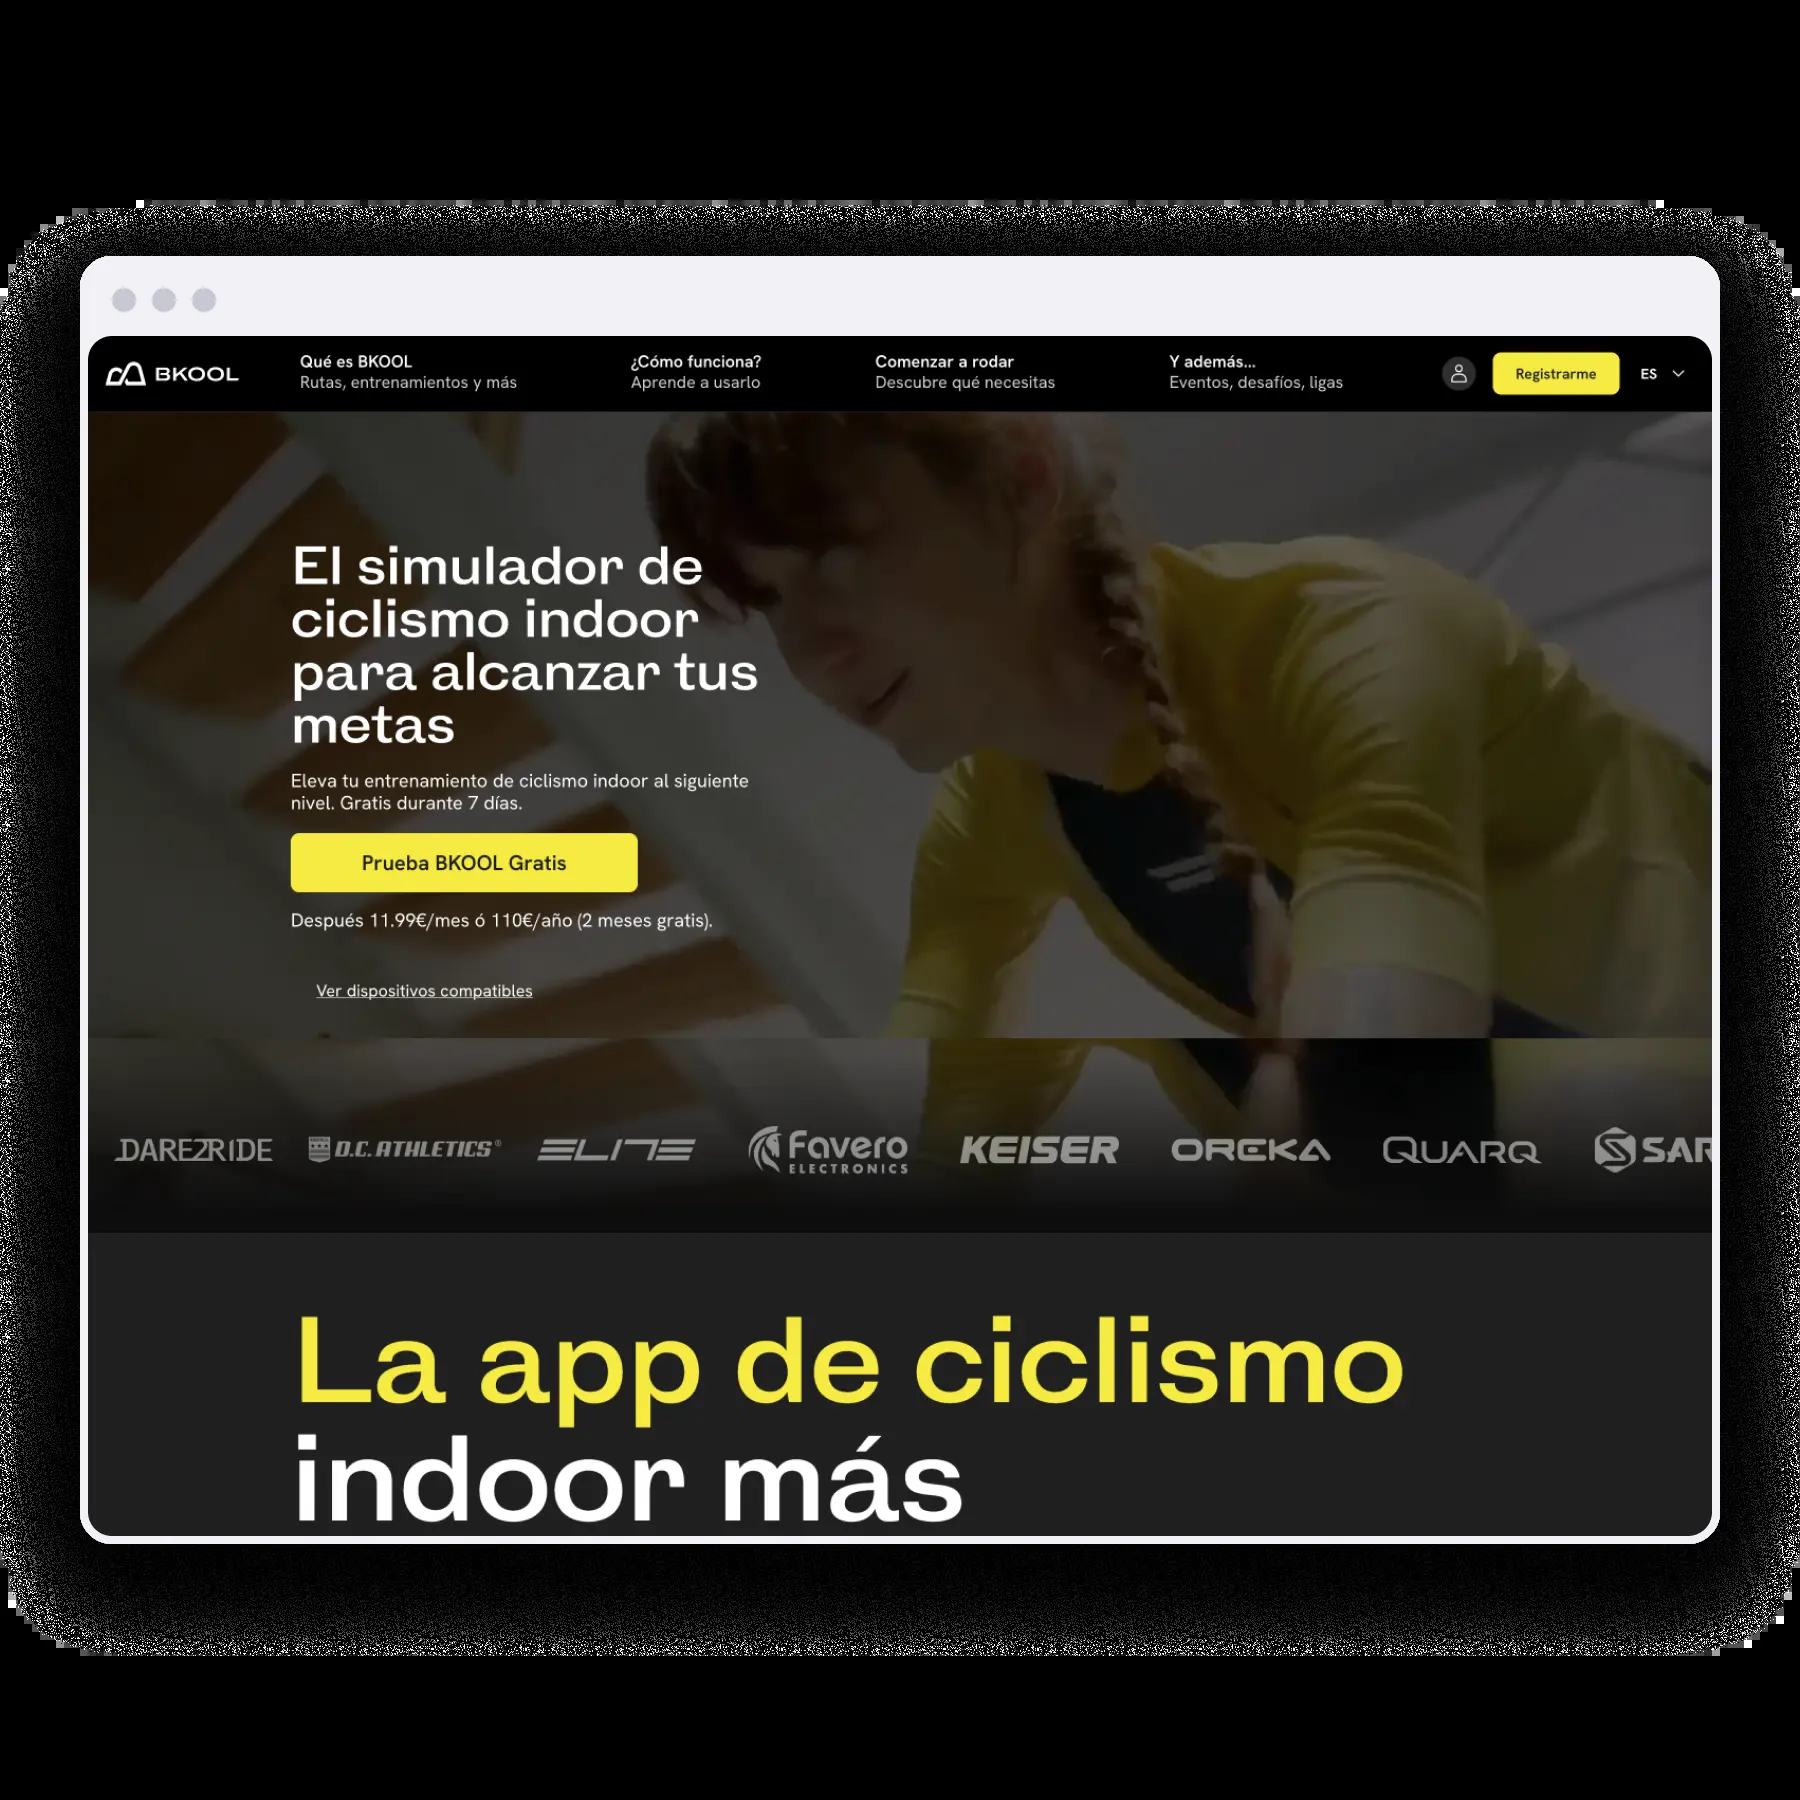 BKOOL
Qué es BKOOL
Rutas, entrenamientos y más
¿Cómo funciona?
Aprende a usarlo
Comenzar a rodar
Descubre qué necesitas
Y además...
Eventos, desafíos, ligas
Registrarme
ES
El simulador de
ciclismo indoor
para alcanzar tus
metas
Eleva tu entrenamiento de ciclismo indoor al siguiente
nivel. Gratis durante 7 días.
Prueba BKOOL Gratis
Después 11.99€/mes ó 110€/año (2 meses gratis).
Ver dispositivos compatibles
DARE2RIDE
D.C. ATHLETICS®
ELITE
Favero
ELECTRONICS
KEISER
OREKA
QUARQ
SAR
La app de ciclismo
indoor más